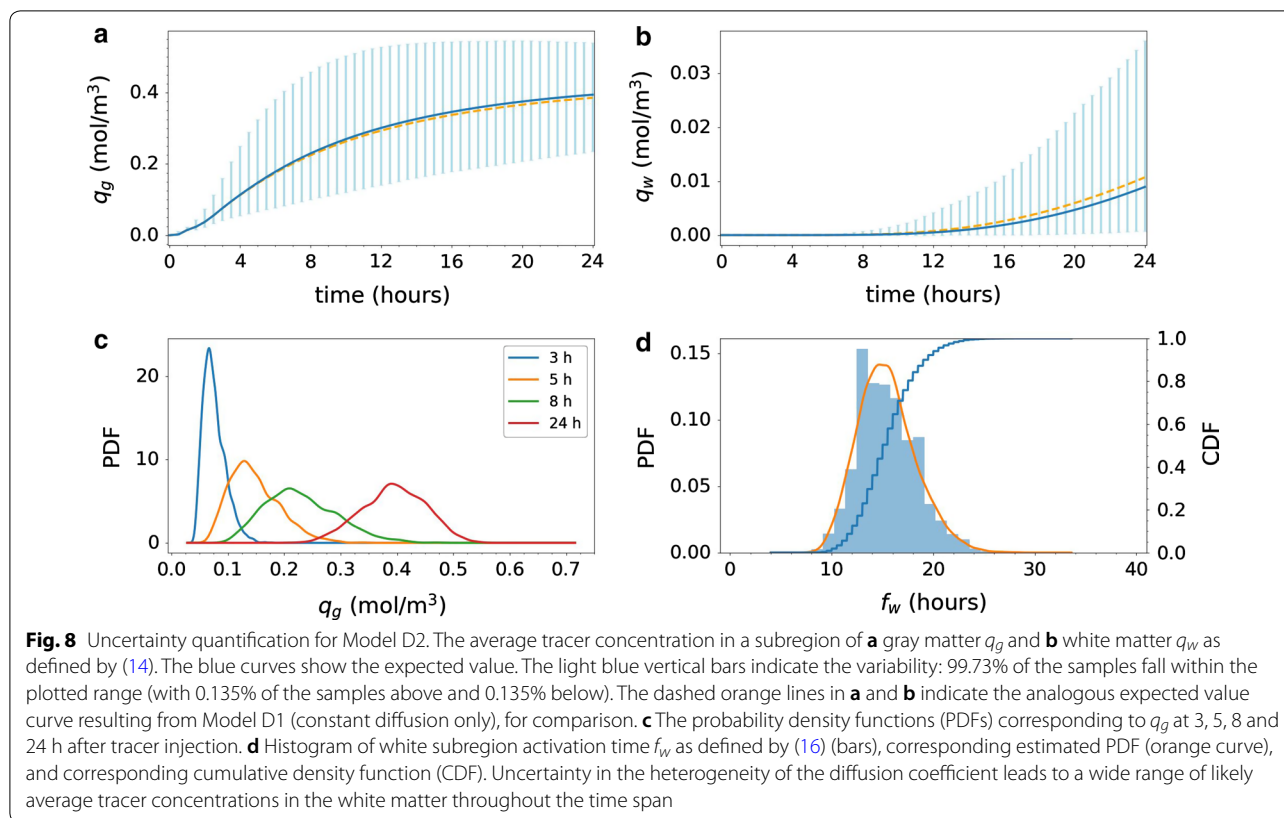 a
q_g (mol/m³)
0.4
0.2
0.0
0 4 8 12 16 20 24
time (hours)
b
q_w (mol/m³)
0.03
0.02
0.01
0.00
0 4 8 12 16 20 24
time (hours)
c
PDF
20
10
0
3 h
5 h
8 h
24 h
0.0 0.1 0.2 0.3 0.4 0.5 0.6 0.7
q_g (mol/m³)
d
PDF
0.15
0.10
0.05
0.00
1.0
0.8
0.6
0.4
0.2
0.0
CDF
0 10 20 30 40
f_w (hours)
Fig. 8 Uncertainty quantification for Model D2. The average tracer concentration in a subregion of a gray matter q_g and b white matter q_w as
defined by (14). The blue curves show the expected value. The light blue vertical bars indicate the variability: 99.73% of the samples fall within the
plotted range (with 0.135% of the samples above and 0.135% below). The dashed orange lines in a and b indicate the analogous expected value
curve resulting from Model D1 (constant diffusion only), for comparison. c The probability density functions (PDFs) corresponding to q_g at 3, 5, 8 and
24 h after tracer injection. d Histogram of white subregion activation time f_w as defined by (16) (bars), corresponding estimated PDF (orange curve),
and corresponding cumulative density function (CDF). Uncertainty in the heterogeneity of the diffusion coefficient leads to a wide range of likely
average tracer concentrations in the white matter throughout the time span